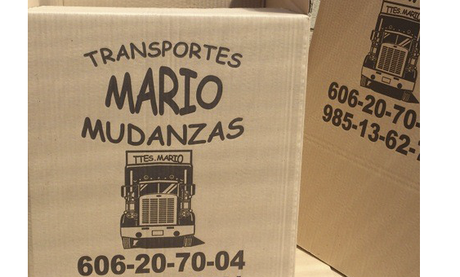 TRANSPORTES
MARIO
MUDANZAS
TTES. MARIO
606-20-70-04
TTES. MARIO
606-20-70-
985-13-62-